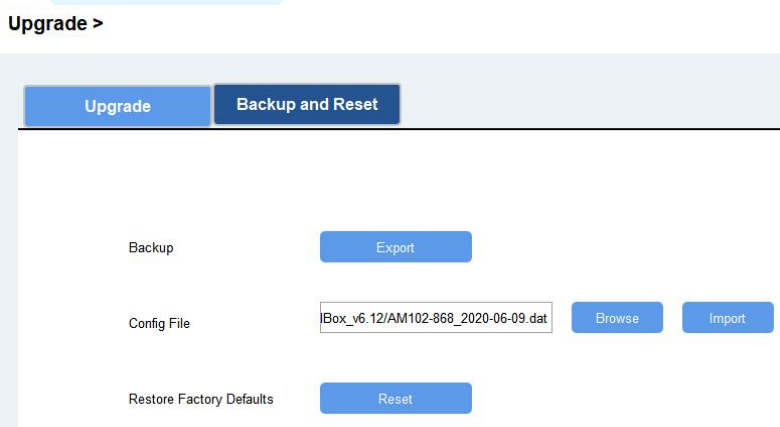 Upgrade >
Upgrade Backup and Reset
Backup Export
Config File lBox_v6.12/AM102-868_2020-06-09.dat Browse Import
Restore Factory Defaults Reset